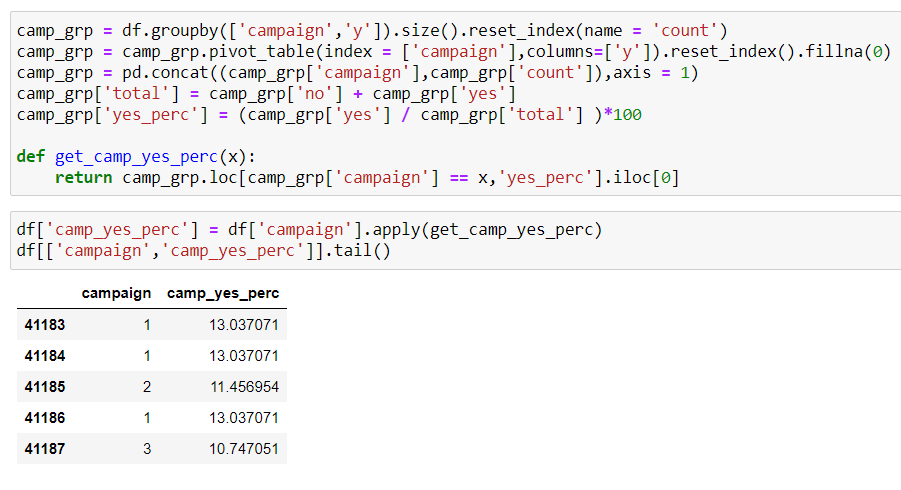 camp_grp = df.groupby(['campaign','y']).size().reset_index(name = 'count')
camp_grp = camp_grp.pivot_table(index = ['campaign'],columns=['y']).reset_index().fillna(0)
camp_grp = pd.concat((camp_grp['campaign'],camp_grp['count']),axis = 1)
camp_grp['total'] = camp_grp['no'] + camp_grp['yes']
camp_grp['yes_perc'] = (camp_grp['yes'] / camp_grp['total'] )*100
def get_camp_yes_perc(x):
    return camp_grp.loc[camp_grp['campaign'] == x,'yes_perc'].iloc[0]
df['camp_yes_perc'] = df['campaign'].apply(get_camp_yes_perc)
df[['campaign','camp_yes_perc']].tail()
campaign camp_yes_perc
41183 1 13.037071
41184 1 13.037071
41185 2 11.456954
41186 1 13.037071
41187 3 10.747051